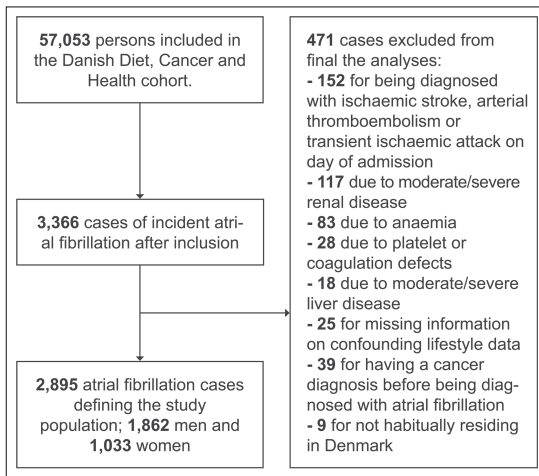 57,053 persons included in
the Danish Diet, Cancer and
Health cohort.
3,366 cases of incident atri-
al fibrillation after inclusion
2,895 atrial fibrillation cases
defining the study
population; 1,862 men and
1,033 women
471 cases excluded from
final the analyses:
- 152 for being diagnosed
with ischaemic stroke, arterial
thromboembolism or
transient ischaemic attack on
day of admission
- 117 due to moderate/severe
renal disease
- 83 due to anaemia
- 28 due to platelet or
coagulation defects
- 18 due to moderate/severe
liver disease
- 25 for missing information
on confounding lifestyle data
- 39 for having a cancer
diagnosis before being diag-
nosed with atrial fibrillation
- 9 for not habitually residing
in Denmark